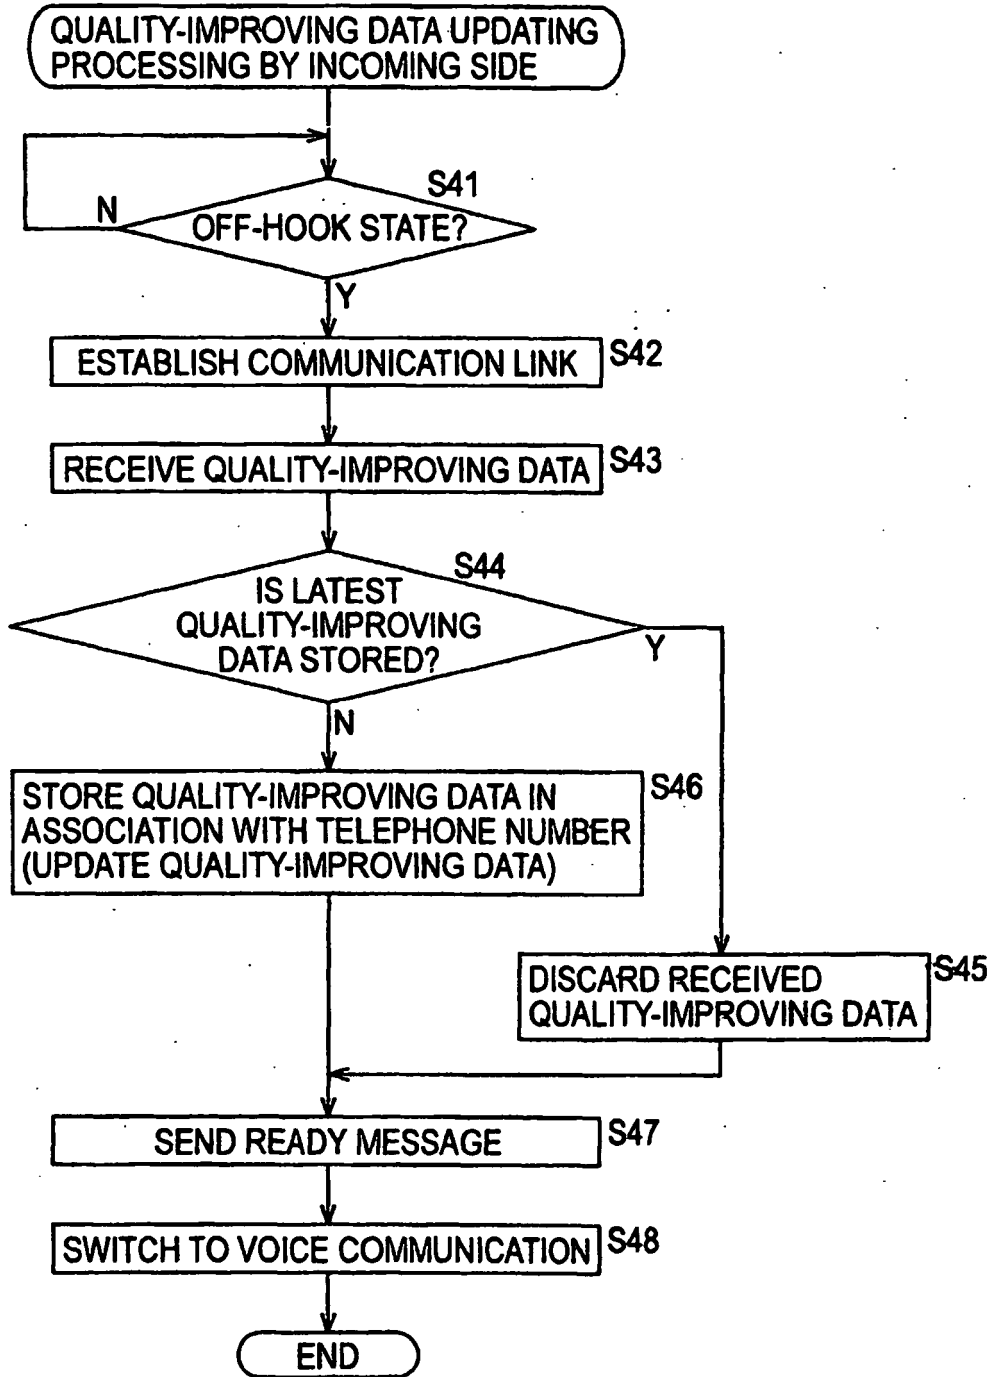 QUALITY-IMPROVING DATA UPDATING
PROCESSING BY INCOMING SIDE
S41
N
OFF-HOOK STATE?
Y
ESTABLISH COMMUNICATION LINK
S42
RECEIVE QUALITY-IMPROVING DATA
S43
S44
IS LATEST
QUALITY-IMPROVING
DATA STORED?
Y
N
S46
STORE QUALITY-IMPROVING DATA IN
ASSOCIATION WITH TELEPHONE NUMBER
(UPDATE QUALITY-IMPROVING DATA)
S45
DISCARD RECEIVED
QUALITY-IMPROVING DATA
SEND READY MESSAGE
S47
SWITCH TO VOICE COMMUNICATION
S48
END